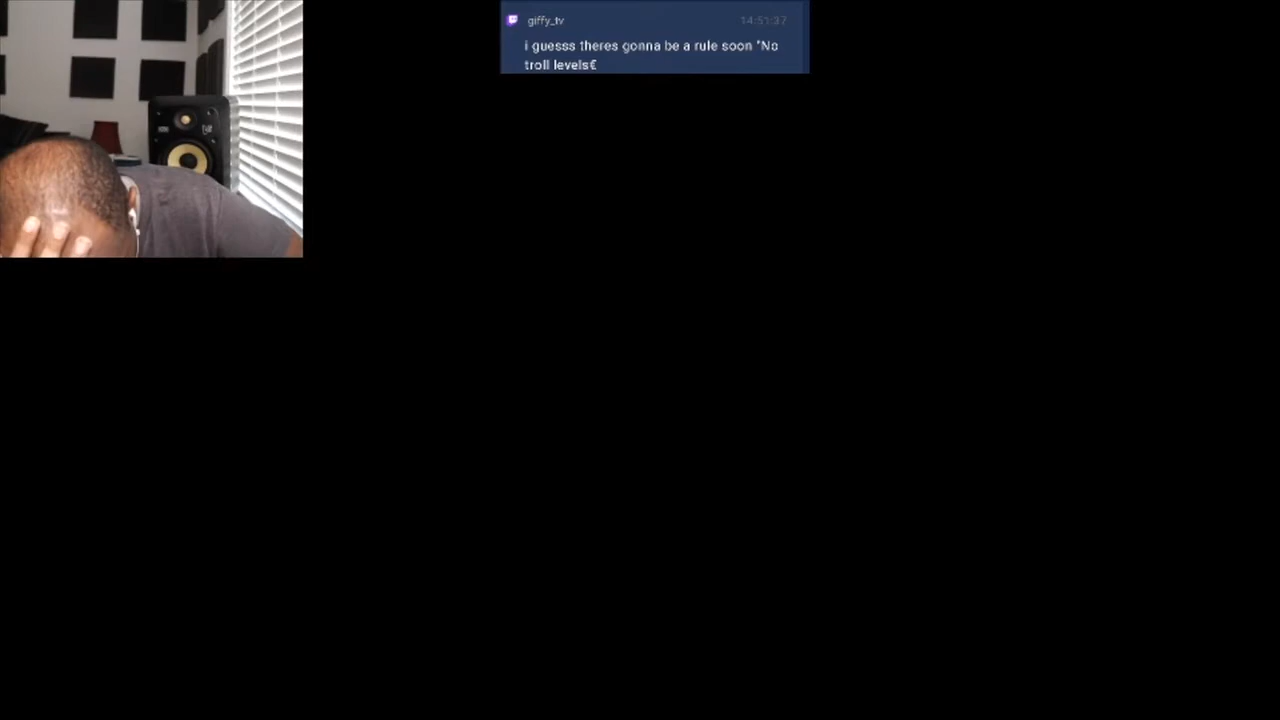 giffy_tv 14:51:37
i guesss theres gonna be a rule soon "No
troll levels€